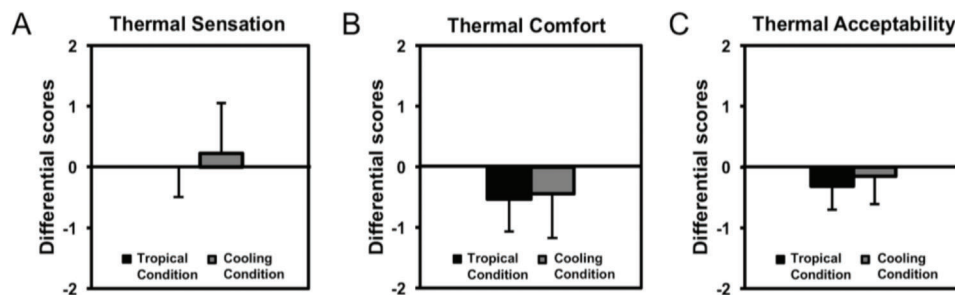 A Thermal Sensation
Differential scores
2
1
0
-1
-2
Tropical Condition
Cooling Condition
B Thermal Comfort
Differential scores
2
1
0
-1
-2
Tropical Condition
Cooling Condition
C Thermal Acceptability
Differential scores
2
1
0
-1
-2
Tropical Condition
Cooling Condition